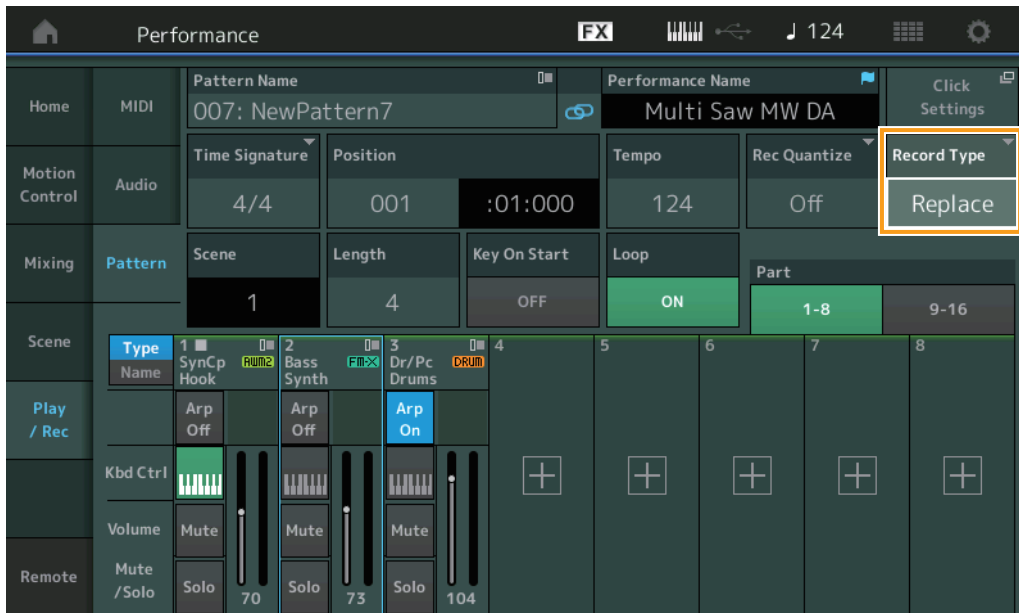 Performance
FX
♩ 124
Home
Motion
Control
Mixing
Scene
Play
/ Rec
Remote
MIDI
Audio
Pattern
Pattern Name
007: NewPattern7
Performance Name
Multi Saw MW DA
Click
Settings
Time Signature
4/4
Position
001
:01:000
Tempo
124
Rec Quantize
Off
Record Type
Replace
Scene
1
Length
4
Key On Start
OFF
Loop
ON
Part
1-8
9-16
Type
Name
1
SynCp
AWM2
Hook
2
Bass
FM-X
Synth
3
Dr/Pc
DRUM
Drums
4
5
6
7
8
Arp
Off
Arp
Off
Arp
On
Kbd Ctrl
Volume
Mute
/Solo
Mute
Mute
Mute
Solo
70
Solo
73
Solo
104